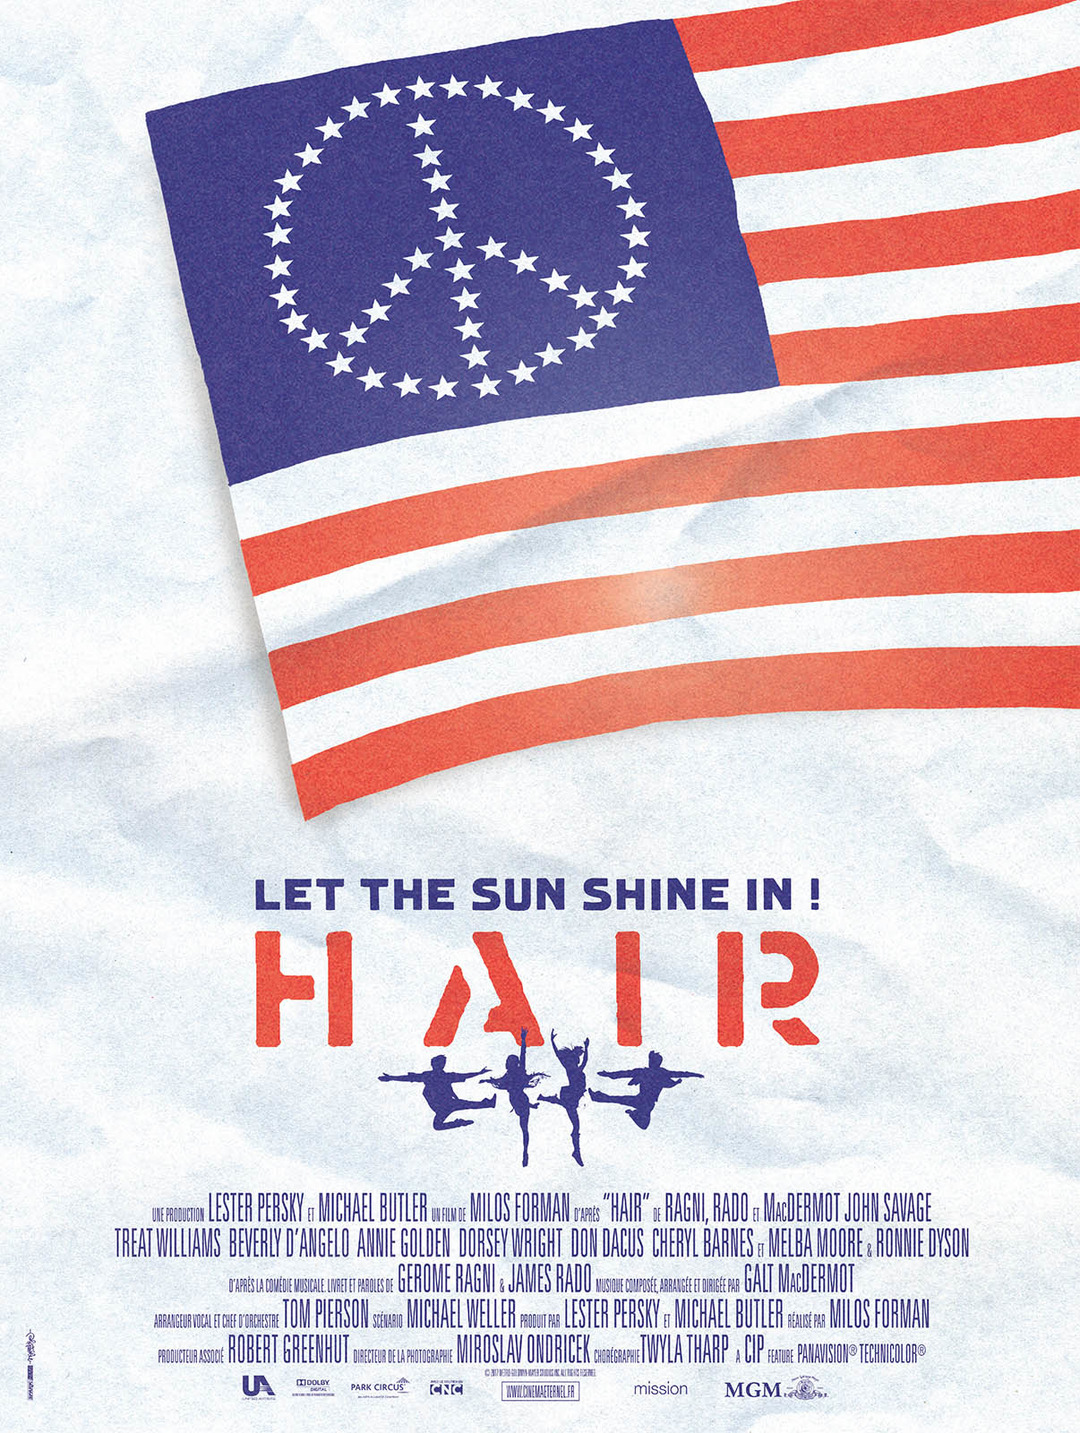 LET THE SUN SHINE IN !
HAIR
UNE PRODUCTION LESTER PERSKY ET MICHAEL BUTLER UN FILM DE MILOS FORMAN D'APRÈS "HAIR" DE RAGNI, RADO ET MACDERMOT JOHN SAVAGE
TREAT WILLIAMS BEVERLY D'ANGELO ANNIE GOLDEN DORSEY WRIGHT DON DACUS CHERYL BARNES ET MELBA MOORE & RONNIE DYSON
D'APRÈS LA COMÉDIE MUSICALE. LIVRET ET PAROLES DE GEROME RAGNI & JAMES RADO MUSIQUE COMPOSÉE, ARRANGÉE ET DIRIGÉE PAR GALT MACDERMOT
ARRANGEUR VOCAL ET CHEF D'ORCHESTRE TOM PIERSON SCÉNARIO MICHAEL WELLER PRODUIT PAR LESTER PERSKY ET MICHAEL BUTLER RÉALISÉ PAR MILOS FORMAN
PRODUCTEUR ASSOCIÉ ROBERT GREENHUT DIRECTEUR DE LA PHOTOGRAPHIE MIROSLAV ONDRICEK CHORÉGRAPHIE TWYLA THARP A CIP FEATURE PANAVISION® TECHNICOLOR®
UA DOLBY DIGITAL PARK CIRCUS CNC WWW.CINEMAETERNEL.FR mission MGM